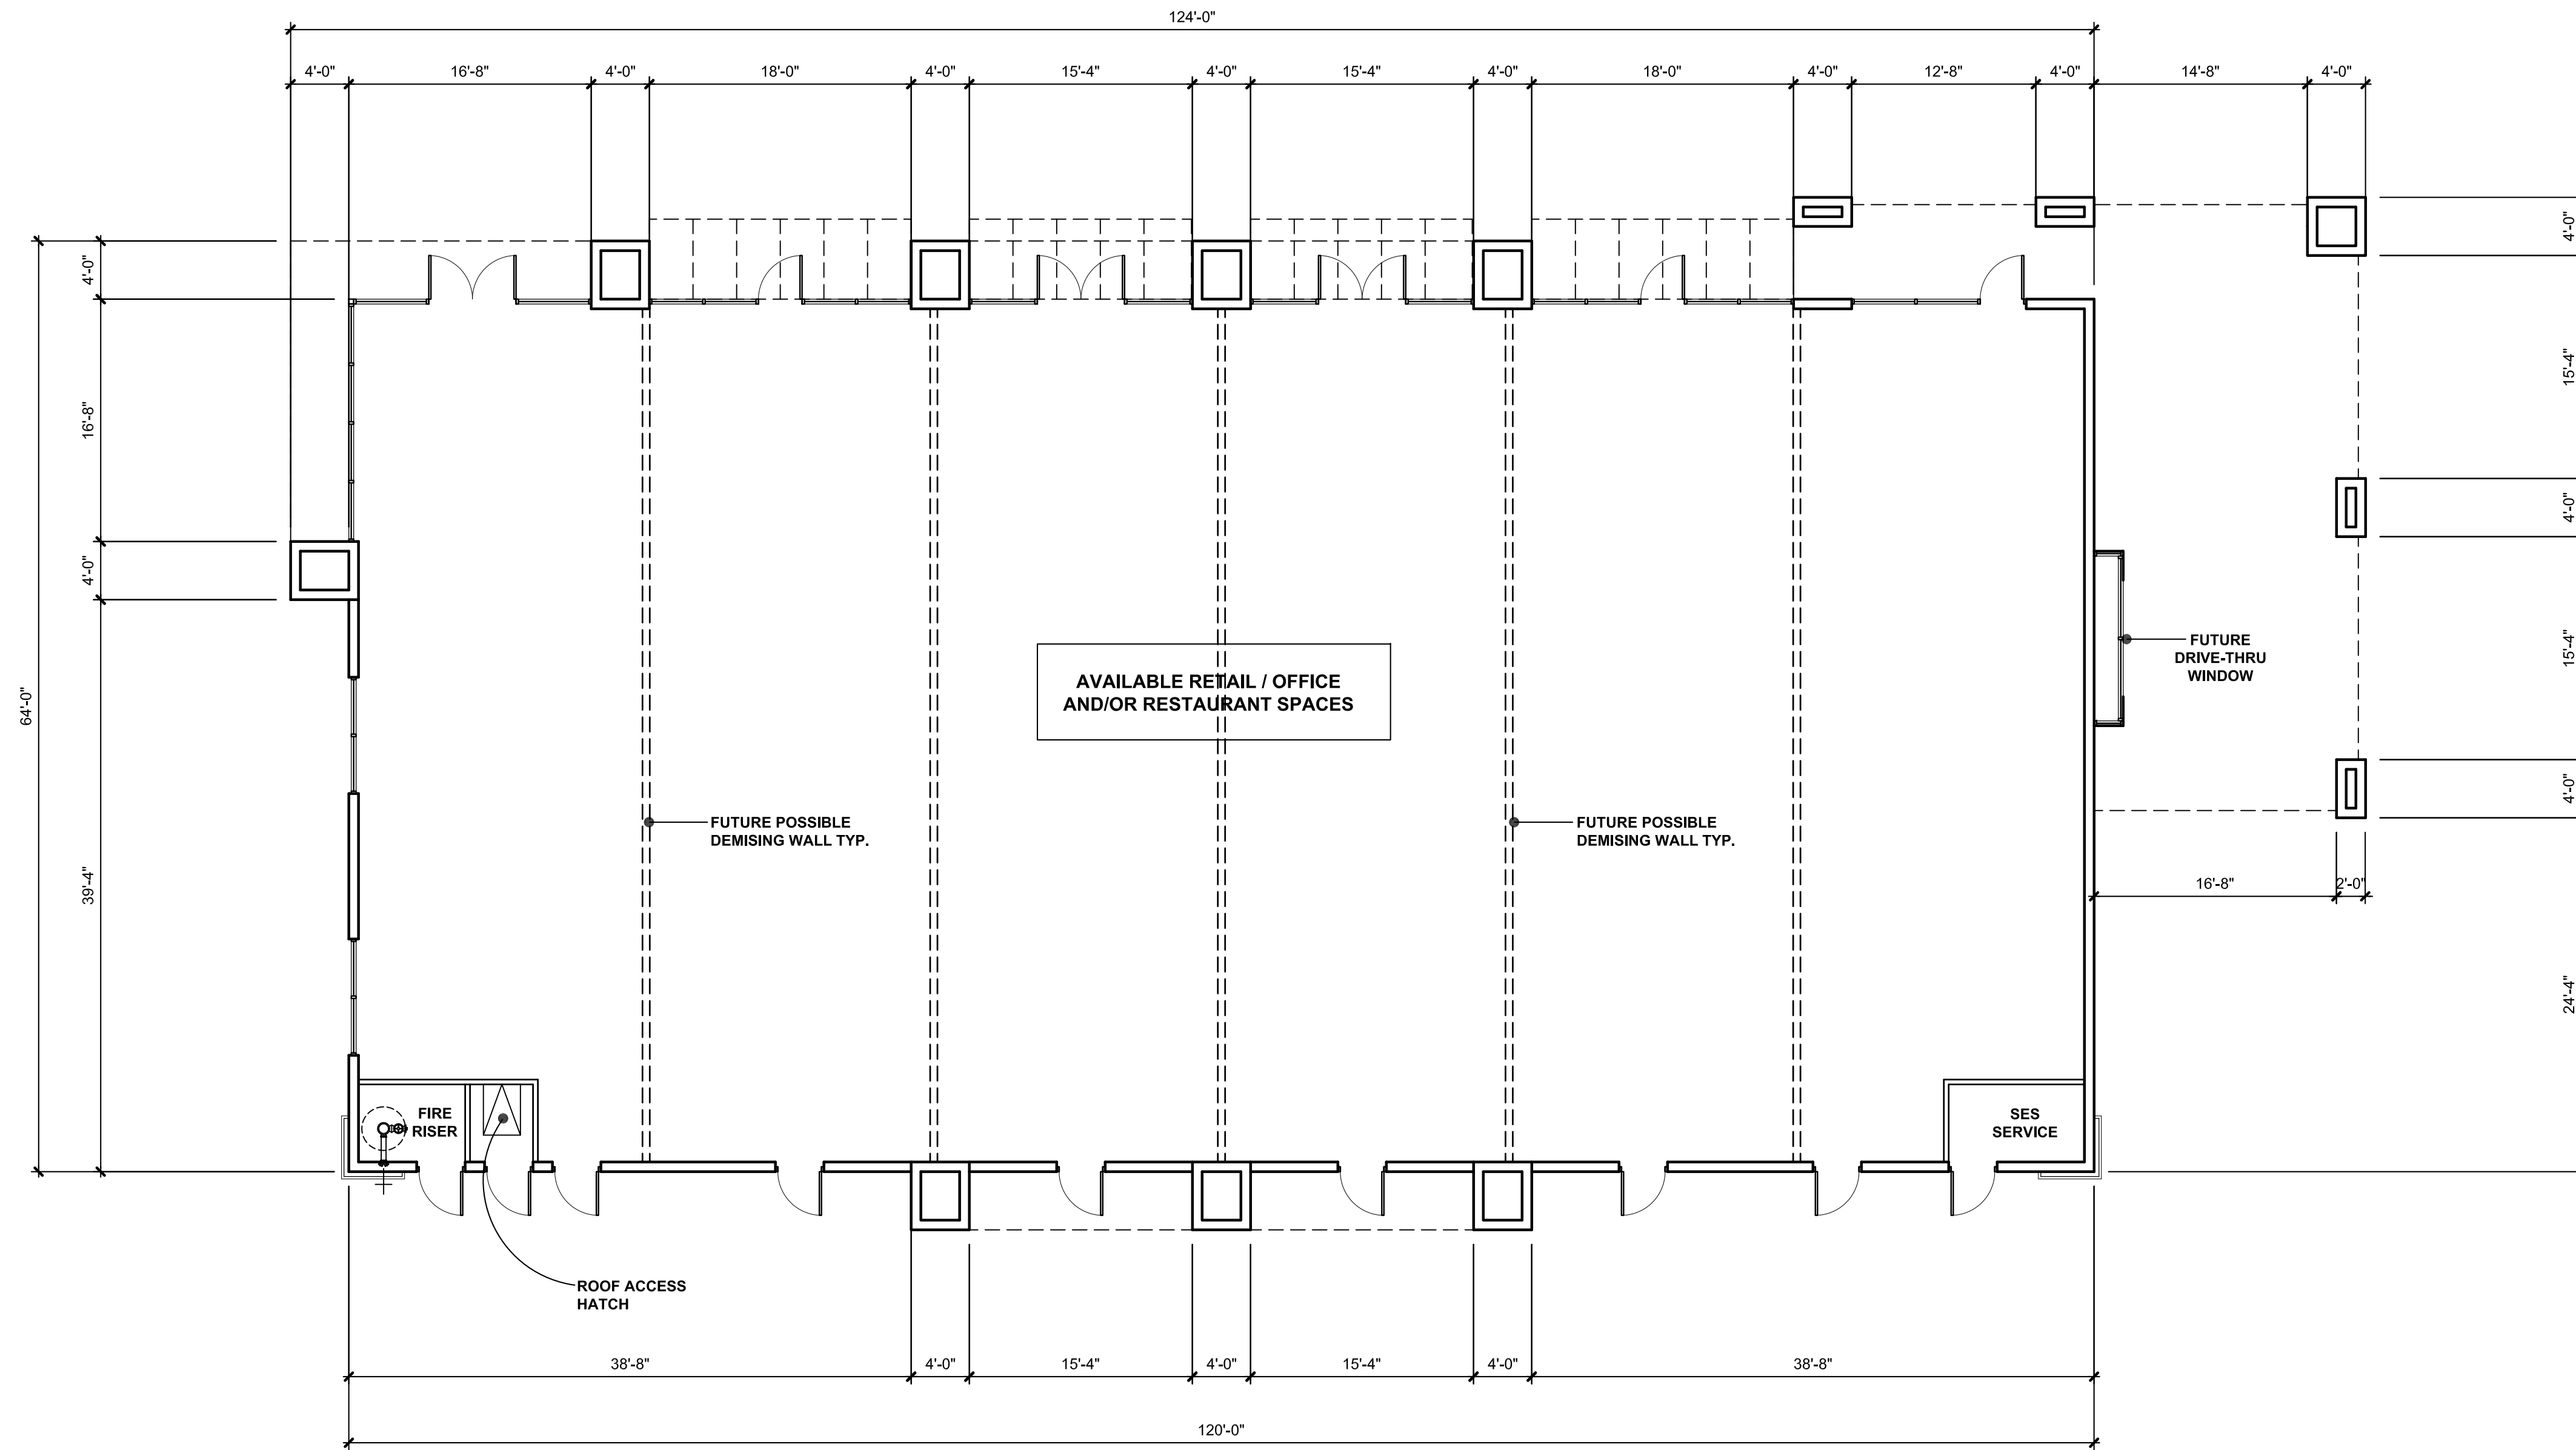 124'-0"
4'-0" 16'-8" 4'-0" 18'-0" 4'-0" 15'-4" 4'-0" 15'-4" 4'-0" 18'-0" 4'-0" 12'-8" 4'-0" 14'-8" 4'-0"
4'-0"
16'-8"
4'-0"
39'-4"
64'-0"
4'-0"
15'-4"
4'-0"
15'-4"
4'-0"
24'-4"
AVAILABLE RETAIL / OFFICE
AND/OR RESTAURANT SPACES
FUTURE
DRIVE-THRU
WINDOW
FUTURE POSSIBLE
DEMISING WALL TYP.
FUTURE POSSIBLE
DEMISING WALL TYP.
16'-8" 2'-0"
FIRE
RISER
SES
SERVICE
ROOF ACCESS
HATCH
38'-8" 4'-0" 15'-4" 4'-0" 15'-4" 4'-0" 38'-8"
120'-0"